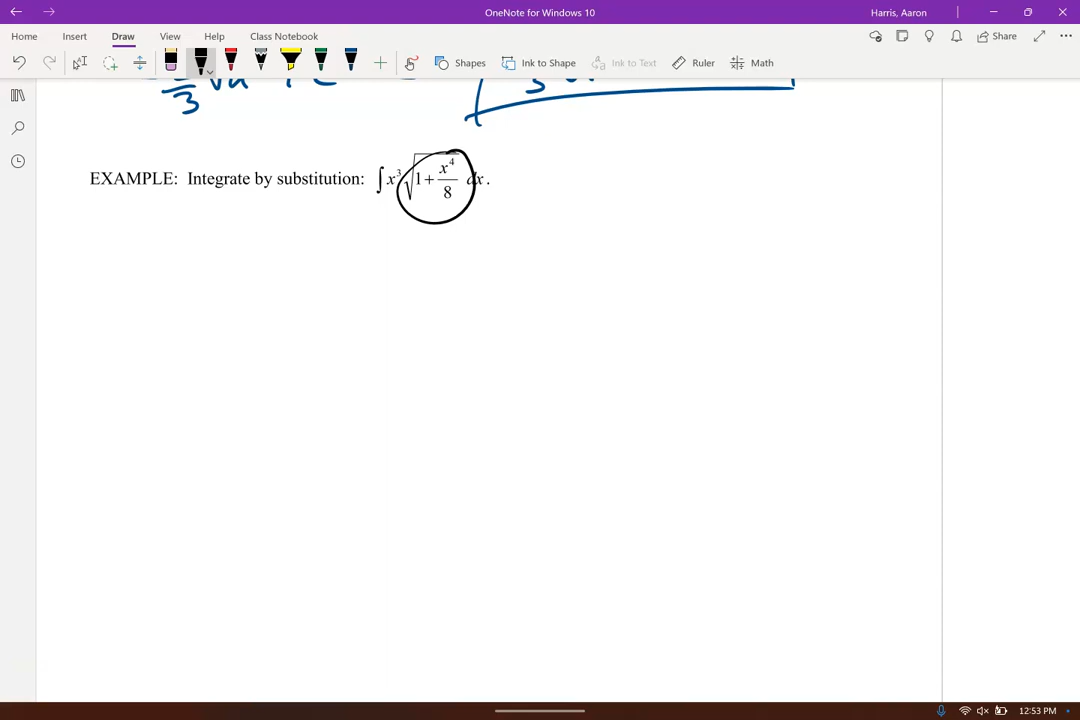 OneNote for Windows 10
Harris, Aaron
Home Insert Draw View Help Class Notebook Share
Shapes Ink to Shape Ink to Text Ruler Math
EXAMPLE: Integrate by substitution: ∫ x³ √(1 + x⁴/8) dx .
12:53 PM